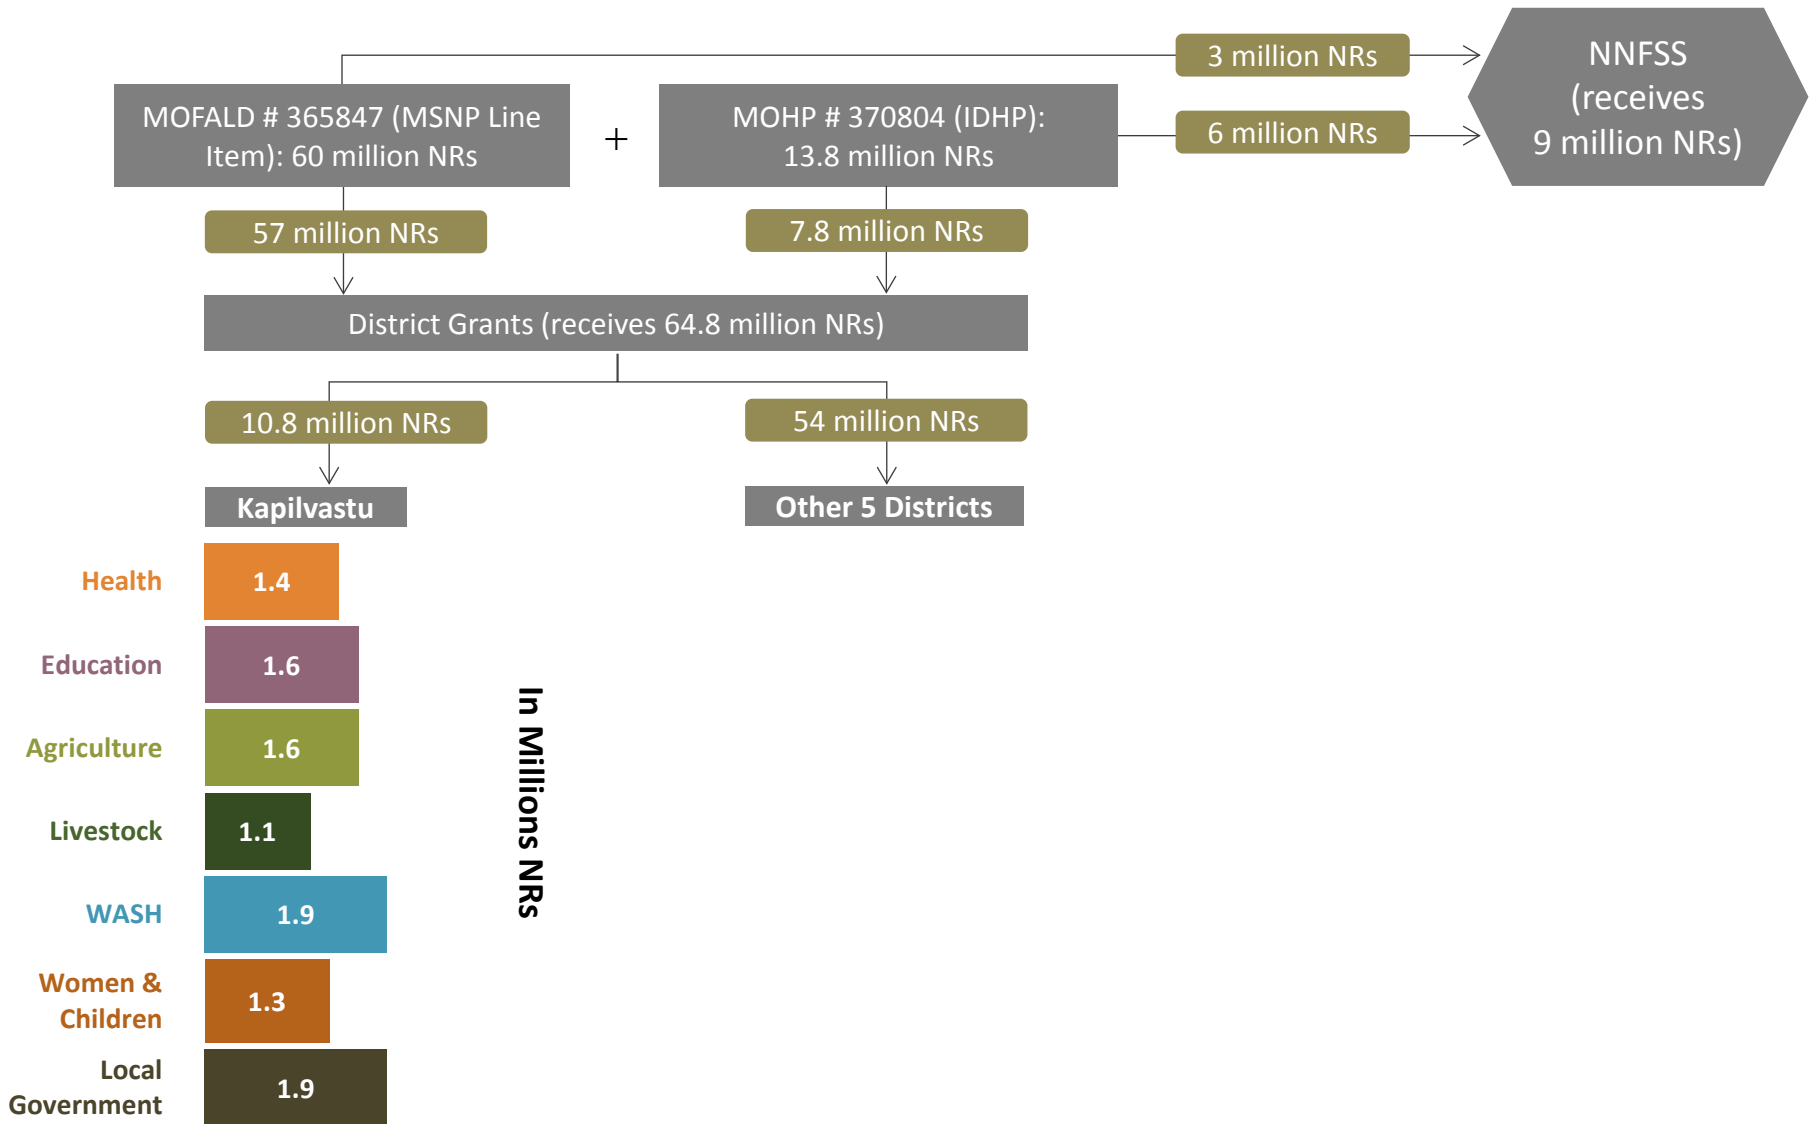 3 million NRs
NNFSS
(receives
9 million NRs)
MOFALD # 365847 (MSNP Line
Item): 60 million NRs
+
MOHP # 370804 (IDHP):
13.8 million NRs
6 million NRs
57 million NRs
7.8 million NRs
District Grants (receives 64.8 million NRs)
10.8 million NRs
54 million NRs
Kapilvastu
Other 5 Districts
Health
1.4
Education
1.6
Agriculture
1.6
Livestock
1.1
WASH
1.9
Women &
Children
1.3
Local
Government
1.9
In Millions NRs